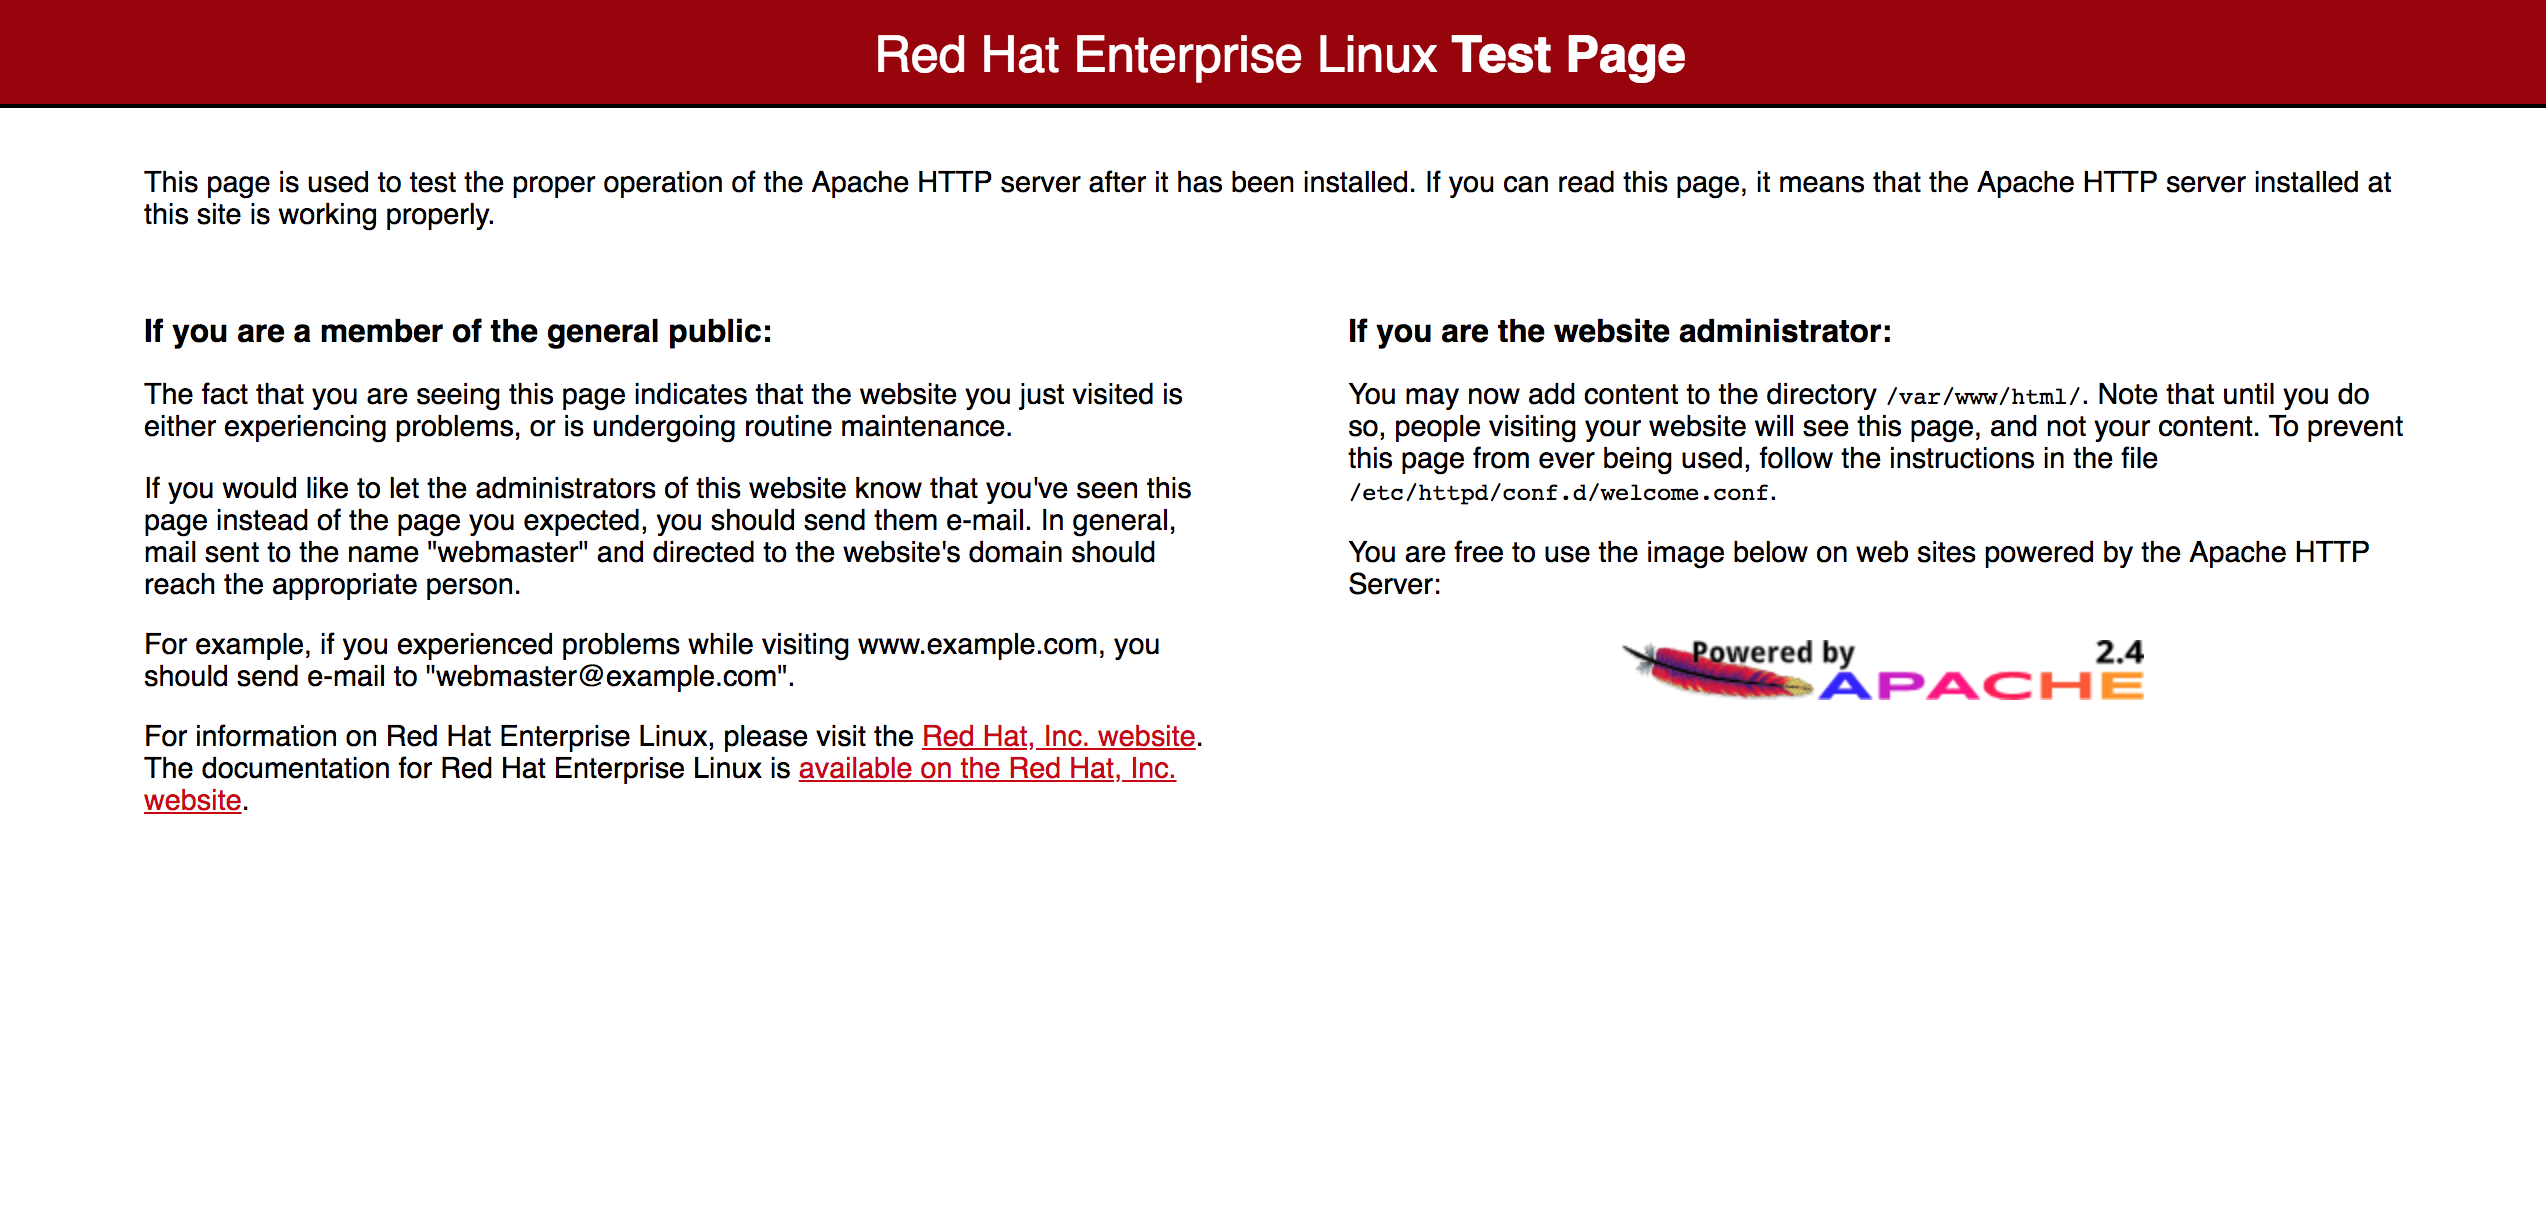 Red Hat Enterprise Linux Test Page
This page is used to test the proper operation of the Apache HTTP server after it has been installed. If you can read this page, it means that the Apache HTTP server installed at
this site is working properly.
If you are a member of the general public:
The fact that you are seeing this page indicates that the website you just visited is
either experiencing problems, or is undergoing routine maintenance.
If you would like to let the administrators of this website know that you've seen this
page instead of the page you expected, you should send them e-mail. In general,
mail sent to the name "webmaster" and directed to the website's domain should
reach the appropriate person.
For example, if you experienced problems while visiting www.example.com, you
should send e-mail to "webmaster@example.com".
For information on Red Hat Enterprise Linux, please visit the Red Hat, Inc. website.
The documentation for Red Hat Enterprise Linux is available on the Red Hat, Inc.
website.
If you are the website administrator:
You may now add content to the directory /var/www/html/. Note that until you do
so, people visiting your website will see this page, and not your content. To prevent
this page from ever being used, follow the instructions in the file
/etc/httpd/conf.d/welcome.conf.
You are free to use the image below on web sites powered by the Apache HTTP
Server:
Powered by 2.4
APACHE